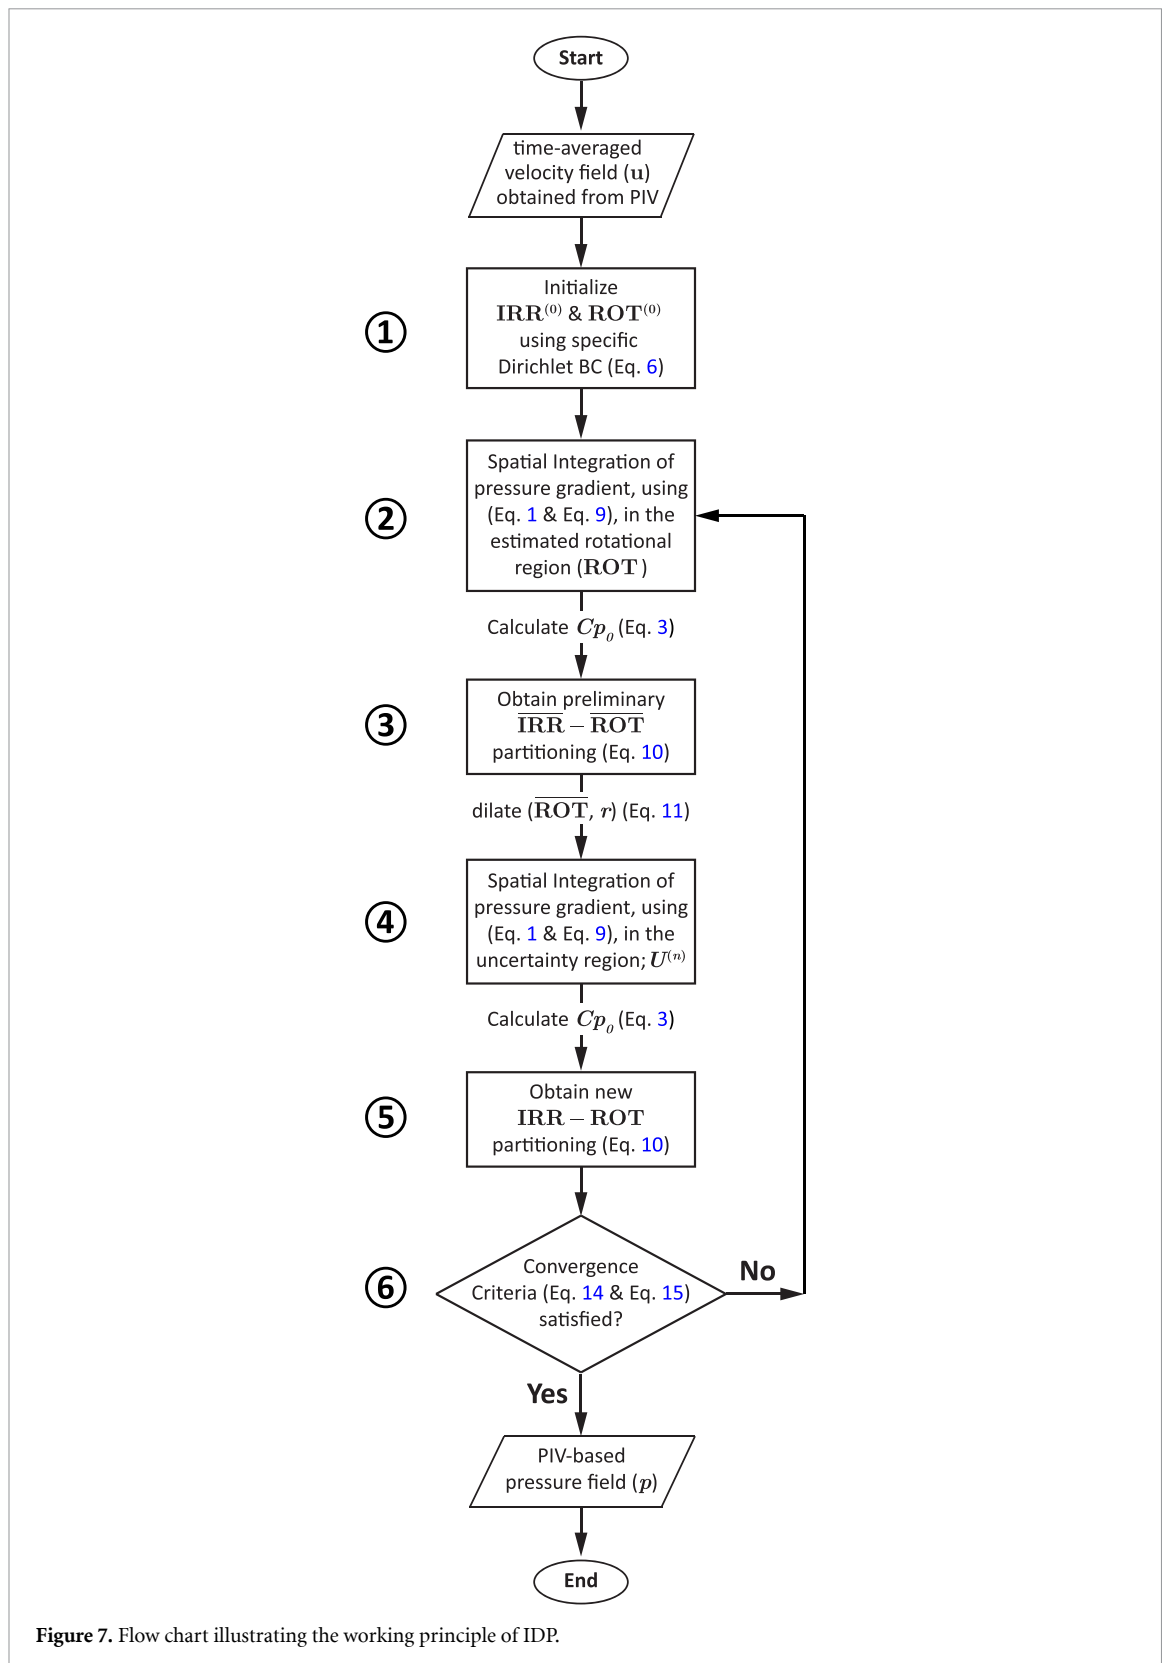 Start
time-averaged
velocity field (u)
obtained from PIV
①
Initialize
IRR⁽⁰⁾ & ROT⁽⁰⁾
using specific
Dirichlet BC (Eq. 6)
②
Spatial Integration of
pressure gradient, using
(Eq. 1 & Eq. 9), in the
estimated rotational
region (ROT)
Calculate Cp₀ (Eq. 3)
③
Obtain preliminary
I̅R̅R̅ – R̅O̅T̅
partitioning (Eq. 10)
dilate (R̅O̅T̅, r) (Eq. 11)
④
Spatial Integration of
pressure gradient, using
(Eq. 1 & Eq. 9), in the
uncertainty region; U⁽ⁿ⁾
Calculate Cp₀ (Eq. 3)
⑤
Obtain new
IRR – ROT
partitioning (Eq. 10)
⑥
Convergence
Criteria (Eq. 14 & Eq. 15)
satisfied?
No
Yes
PIV-based
pressure field (p)
End
Figure 7. Flow chart illustrating the working principle of IDP.